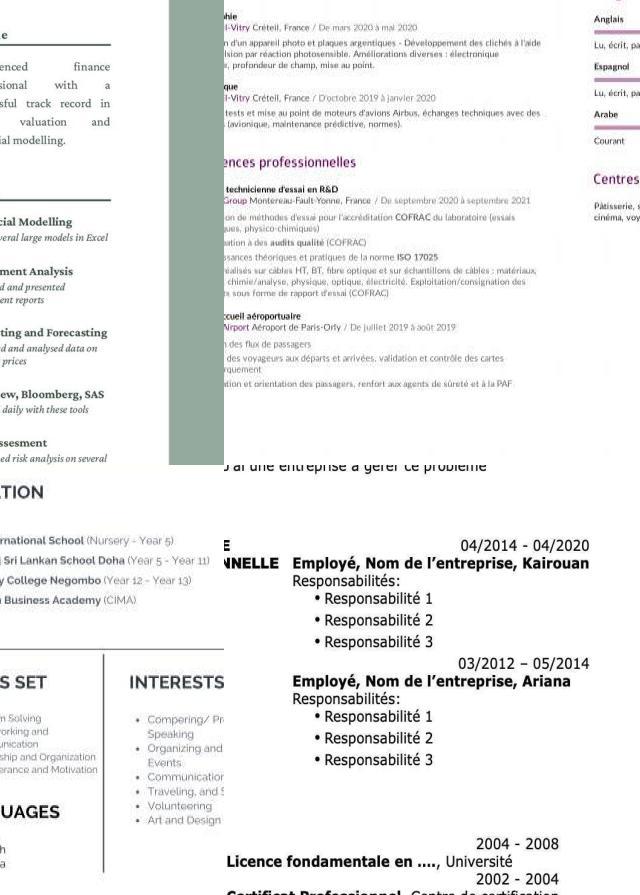 enced finance
sional with a
sful track record in
valuation and
ial modelling.
cial Modelling
veral large models in Excel
ment Analysis
d and presented
ent reports
ting and Forecasting
d and analysed data on
prices
ew, Bloomberg, SAS
daily with these tools
ssesment
ed risk analysis on several
phie
l-Vitry Créteil, France / De mars 2020 à mai 2020
n d'un appareil photo et plaques argentiques - Développement des clichés à l'aide
lsion par réaction photosensible. Améliorations diverses : électronique
, profondeur de champ, mise au point.
que
l-Vitry Créteil, France / D'octobre 2019 à janvier 2020
tests et mise au point de moteurs d'avions Airbus, échanges techniques avec des
(avionique, maintenance prédictive, normes).
ences professionnelles
technicienne d'essai en R&D
Group Montereau-Fault-Yonne, France / De septembre 2020 à septembre 2021
on de méthodes d'essai pour l'accréditation COFRAC du laboratoire (essais
ques, physico-chimiques)
ation à des audits qualité (COFRAC)
ssances théoriques et pratiques de la norme ISO 17025
réalisés sur câbles HT, BT, fibre optique et sur échantillons de câbles : matériaux,
chimie/analyse, physique, optique, électricité. Exploitation/consignation des
ts sous forme de rapport d'essai (COFRAC)
ccueil aéroportuaire
Airport Aéroport de Paris-Orly / De juillet 2019 à août 2019
n des flux de passagers
des voyageurs aux départs et arrivées, validation et contrôle des cartes
rquement
ation et orientation des passagers, renfort aux agents de sûreté et à la PAF
Anglais
Lu, écrit, pa
Espagnol
Lu, écrit, pa
Arabe
Courant
Centres
Pâtisserie, s
cinéma, voy
ATION
rnational School (Nursery - Year 5)
Sri Lankan School Doha (Year 5 - Year 11)
y College Negombo (Year 12 - Year 13)
n Business Academy (CIMA)
S SET
m Solving
orking and
unication
ship and Organization
erance and Motivation
UAGES
h
a
INTERESTS
• Compering/ Pr
Speaking
• Organizing and
Events
• Communication
• Traveling, and S
• Volunteering
• Art and Design
J'ai une entreprise à gérer ce problème
E
NNELLE
04/2014 - 04/2020
Employé, Nom de l'entreprise, Kairouan
Responsabilités:
• Responsabilité 1
• Responsabilité 2
• Responsabilité 3
03/2012 – 05/2014
Employé, Nom de l'entreprise, Ariana
Responsabilités:
• Responsabilité 1
• Responsabilité 2
• Responsabilité 3
2004 - 2008
Licence fondamentale en ...., Université
2002 - 2004
Certificat Professionnel, Centre de certification